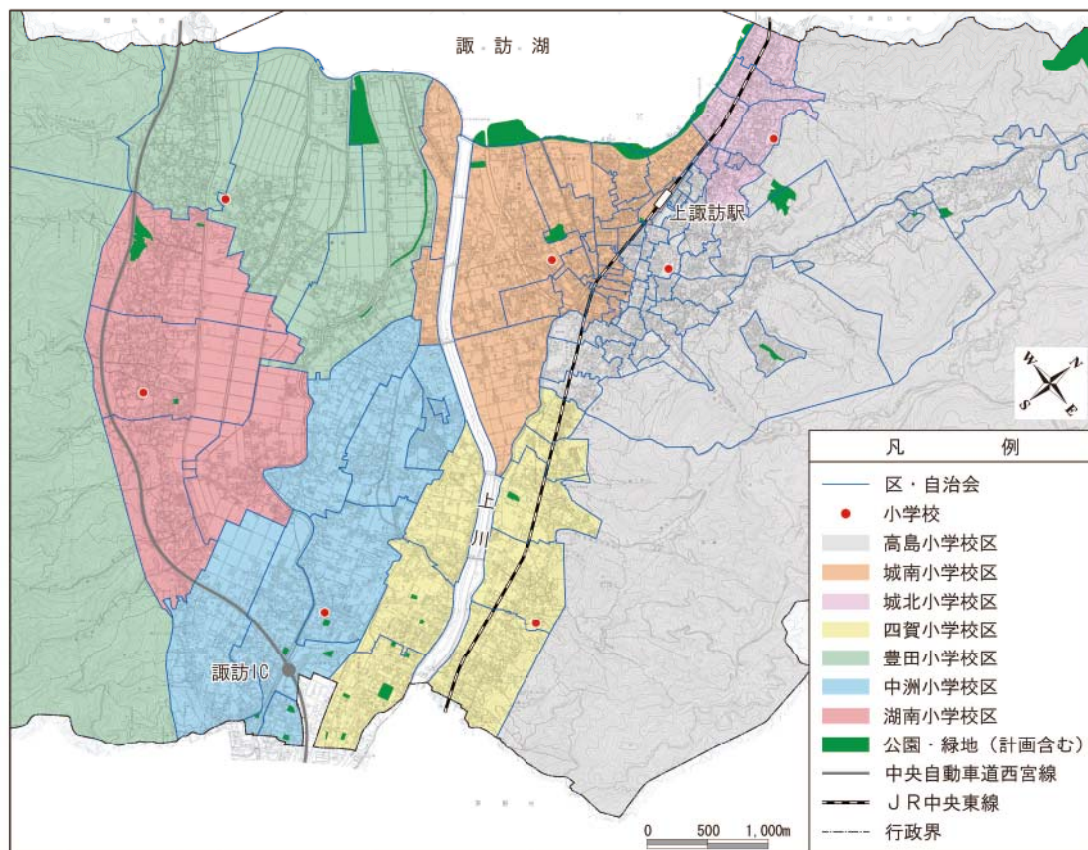 諏・訪・湖
上諏訪駅
上川
諏訪IC
W N
S E
凡 例
区・自治会
小学校
高島小学校区
城南小学校区
城北小学校区
四賀小学校区
豊田小学校区
中洲小学校区
湖南小学校区
公園・緑地(計画含む)
中央自動車道西宮線
JR中央東線
行政界
0 500 1,000m